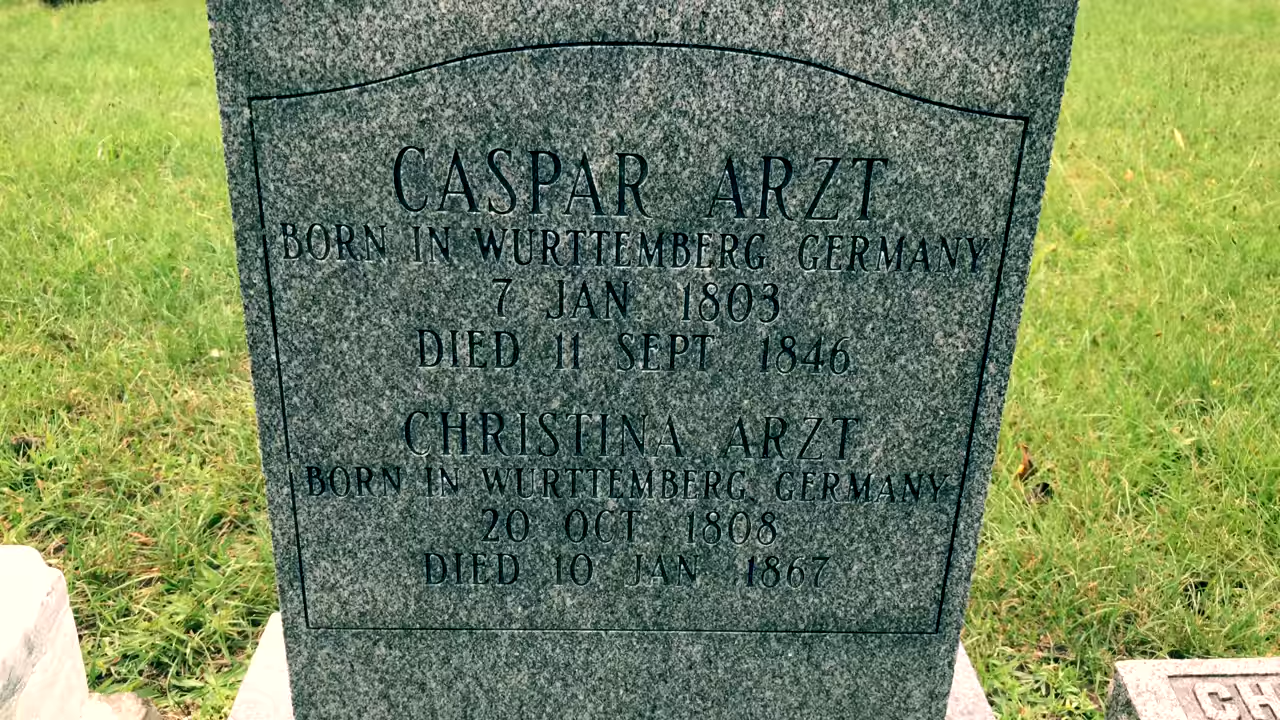 CASPAR ARZT
BORN IN WURTTEMBERG, GERMANY
7 JAN. 1803
DIED 11 SEPT. 1846
CHRISTINA ARZT
BORN IN WURTTEMBERG, GERMANY
20 OCT. 1808
DIED 10 JAN. 1867